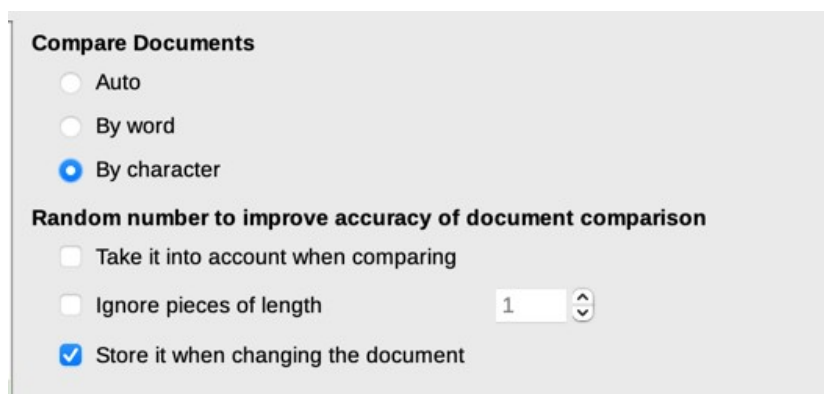 Compare Documents
Auto
By word
By character
Random number to improve accuracy of document comparison
Take it into account when comparing
Ignore pieces of length 1
Store it when changing the document